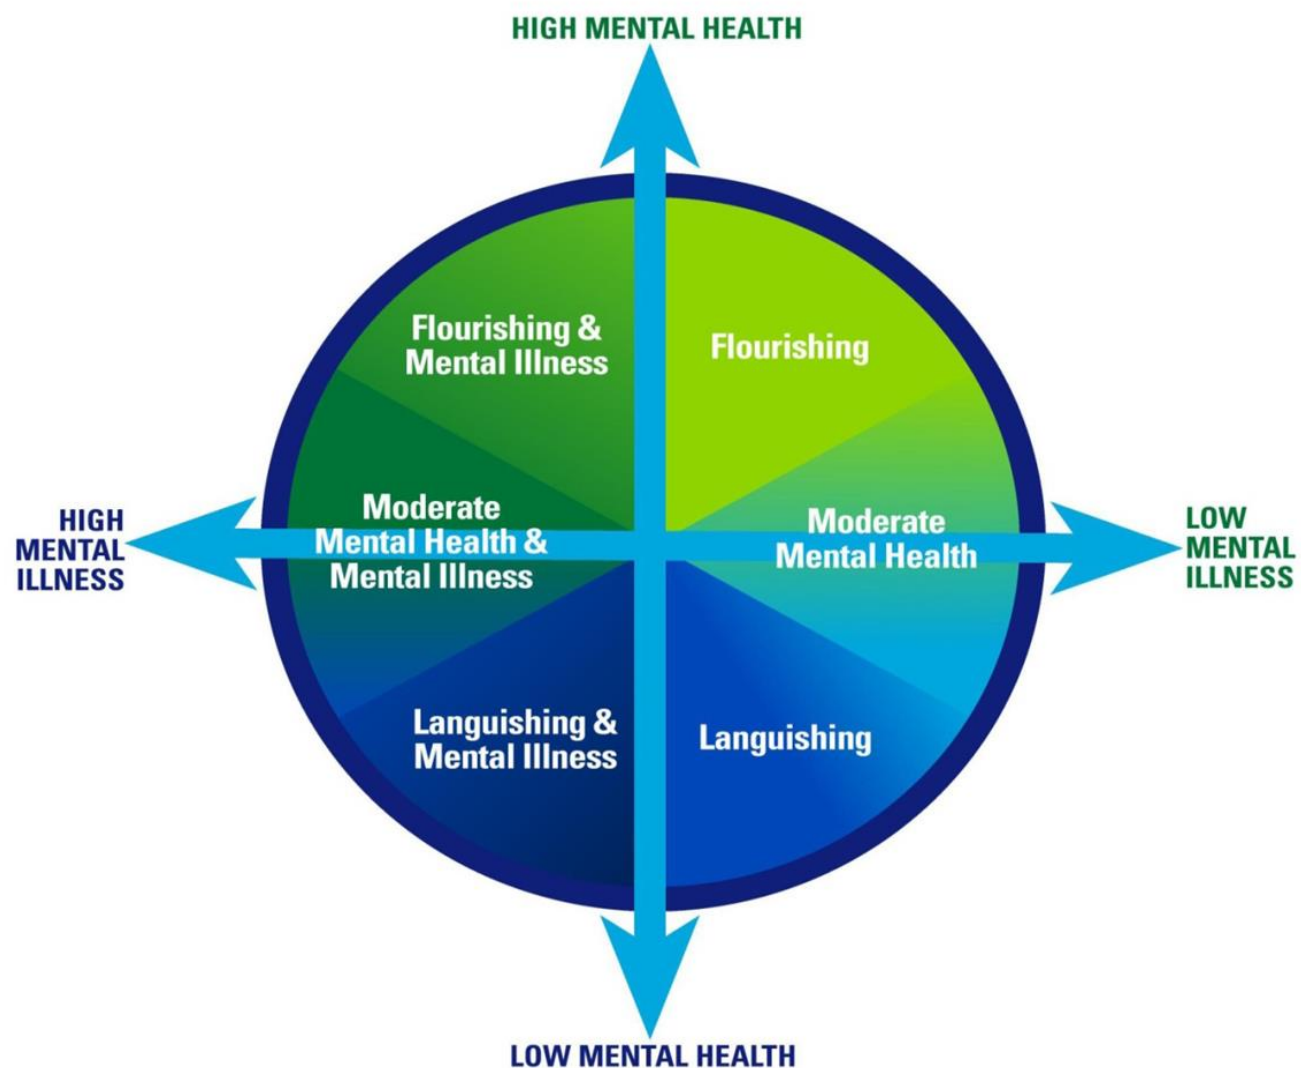 HIGH MENTAL HEALTH
Flourishing &
Mental Illness
Flourishing
Moderate
Mental Health &
Mental Illness
Moderate
Mental Health
HIGH
MENTAL
ILLNESS
LOW
MENTAL
ILLNESS
Languishing &
Mental Illness
Languishing
LOW MENTAL HEALTH